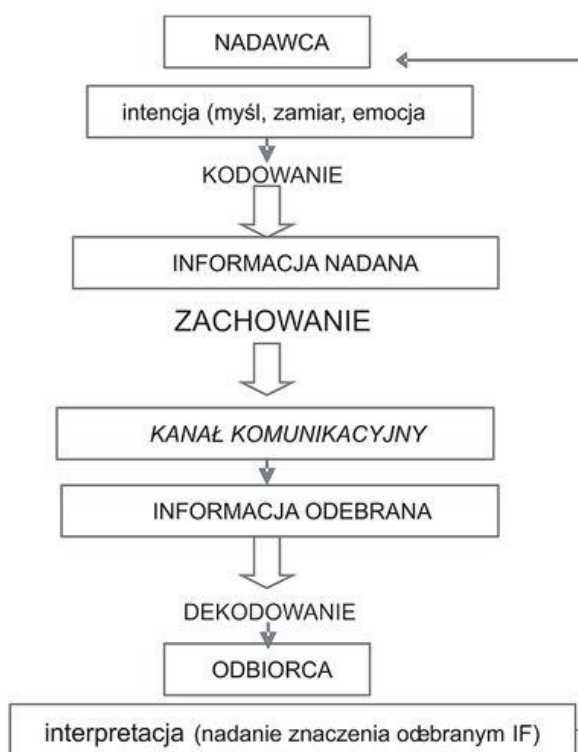 NADAWCA
intencja (myśl, zamiar, emocja
KODOWANIE
INFORMACJA NADANA
ZACHOWANIE
KANAŁ KOMUNIKACYJNY
INFORMACJA ODEBRANA
DEKODOWANIE
ODBIORCA
interpretacja (nadanie znaczenia odebranym IF)